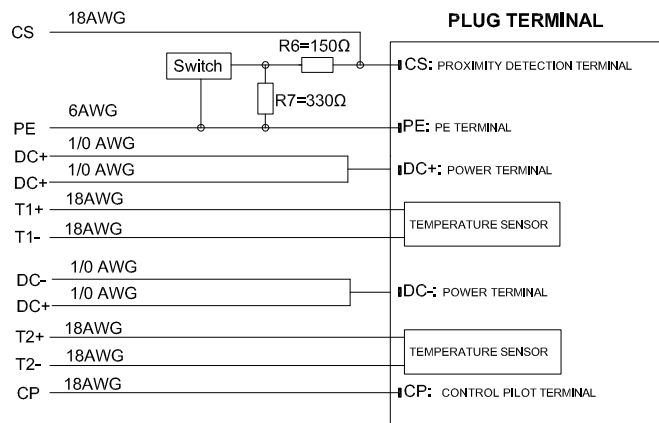 PLUG TERMINAL
CS 18AWG
R6=150Ω
Switch
CS: PROXIMITY DETECTION TERMINAL
R7=330Ω
PE 6AWG
PE: PE TERMINAL
DC+ 1/0 AWG
DC+ 1/0 AWG
DC+: POWER TERMINAL
T1+ 18AWG
T1- 18AWG
TEMPERATURE SENSOR
DC- 1/0 AWG
DC+ 1/0 AWG
DC-: POWER TERMINAL
T2+ 18AWG
T2- 18AWG
TEMPERATURE SENSOR
CP 18AWG
CP: CONTROL PILOT TERMINAL